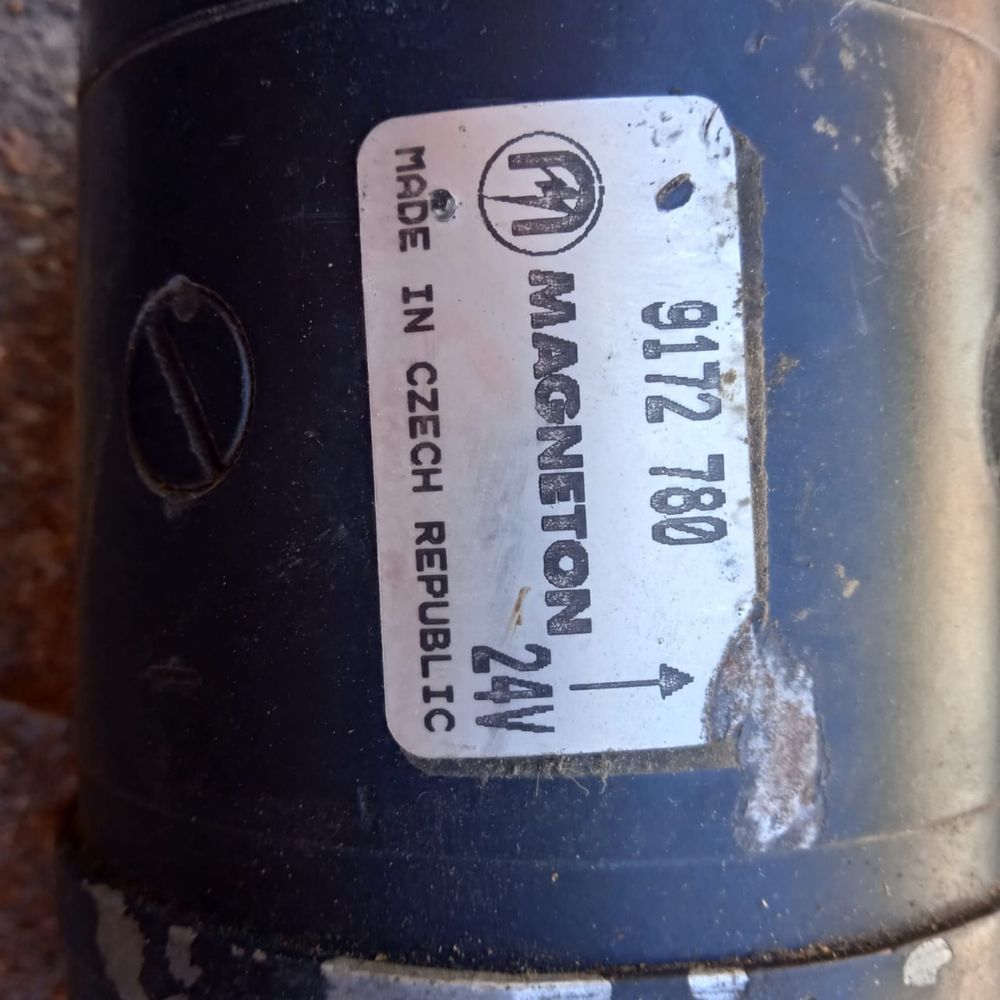 9172 780
MAGNETON
24V
MADE IN CZECH REPUBLIC